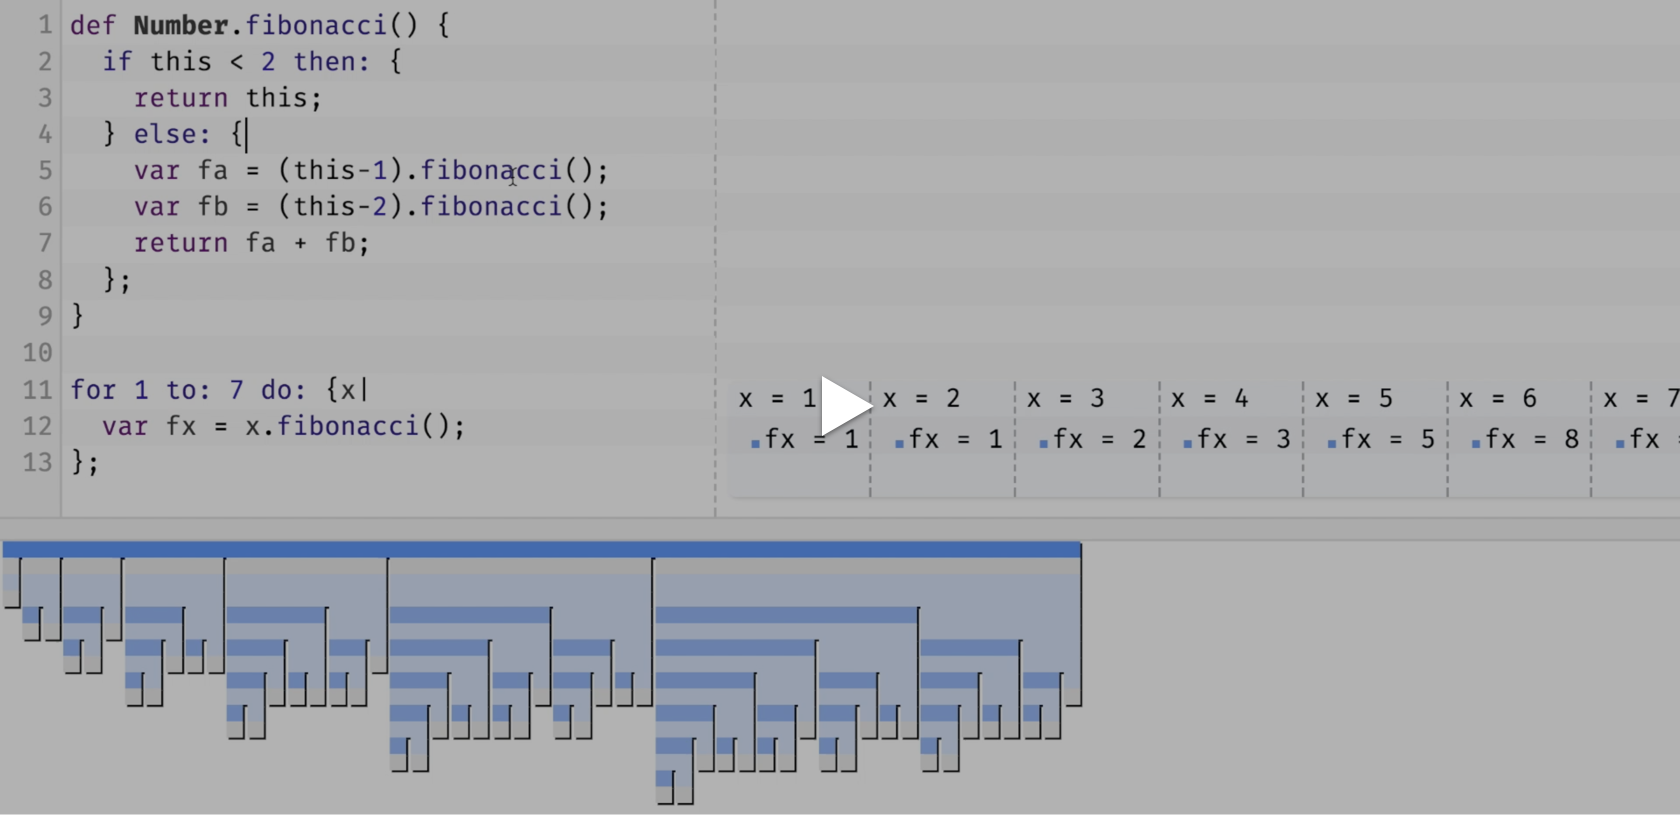 1 def Number.fibonacci() {
2 if this < 2 then: {
3 return this;
4 } else: {
5 var fa = (this-1).fibonacci();
6 var fb = (this-2).fibonacci();
7 return fa + fb;
8 };
9 }
10
11 for 1 to: 7 do: {x|
12 var fx = x.fibonacci();
13 };
x = 1 x = 2 x = 3 x = 4 x = 5 x = 6 x = 7
fx = 1 fx = 1 fx = 2 fx = 3 fx = 5 fx = 8 fx